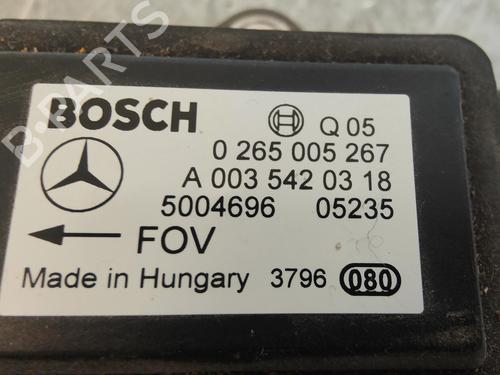 BOSCH Q 05
0 265 005 267
A 003 542 03 18
5004696 05235
FOV
Made in Hungary 3796 080
B-PARTS